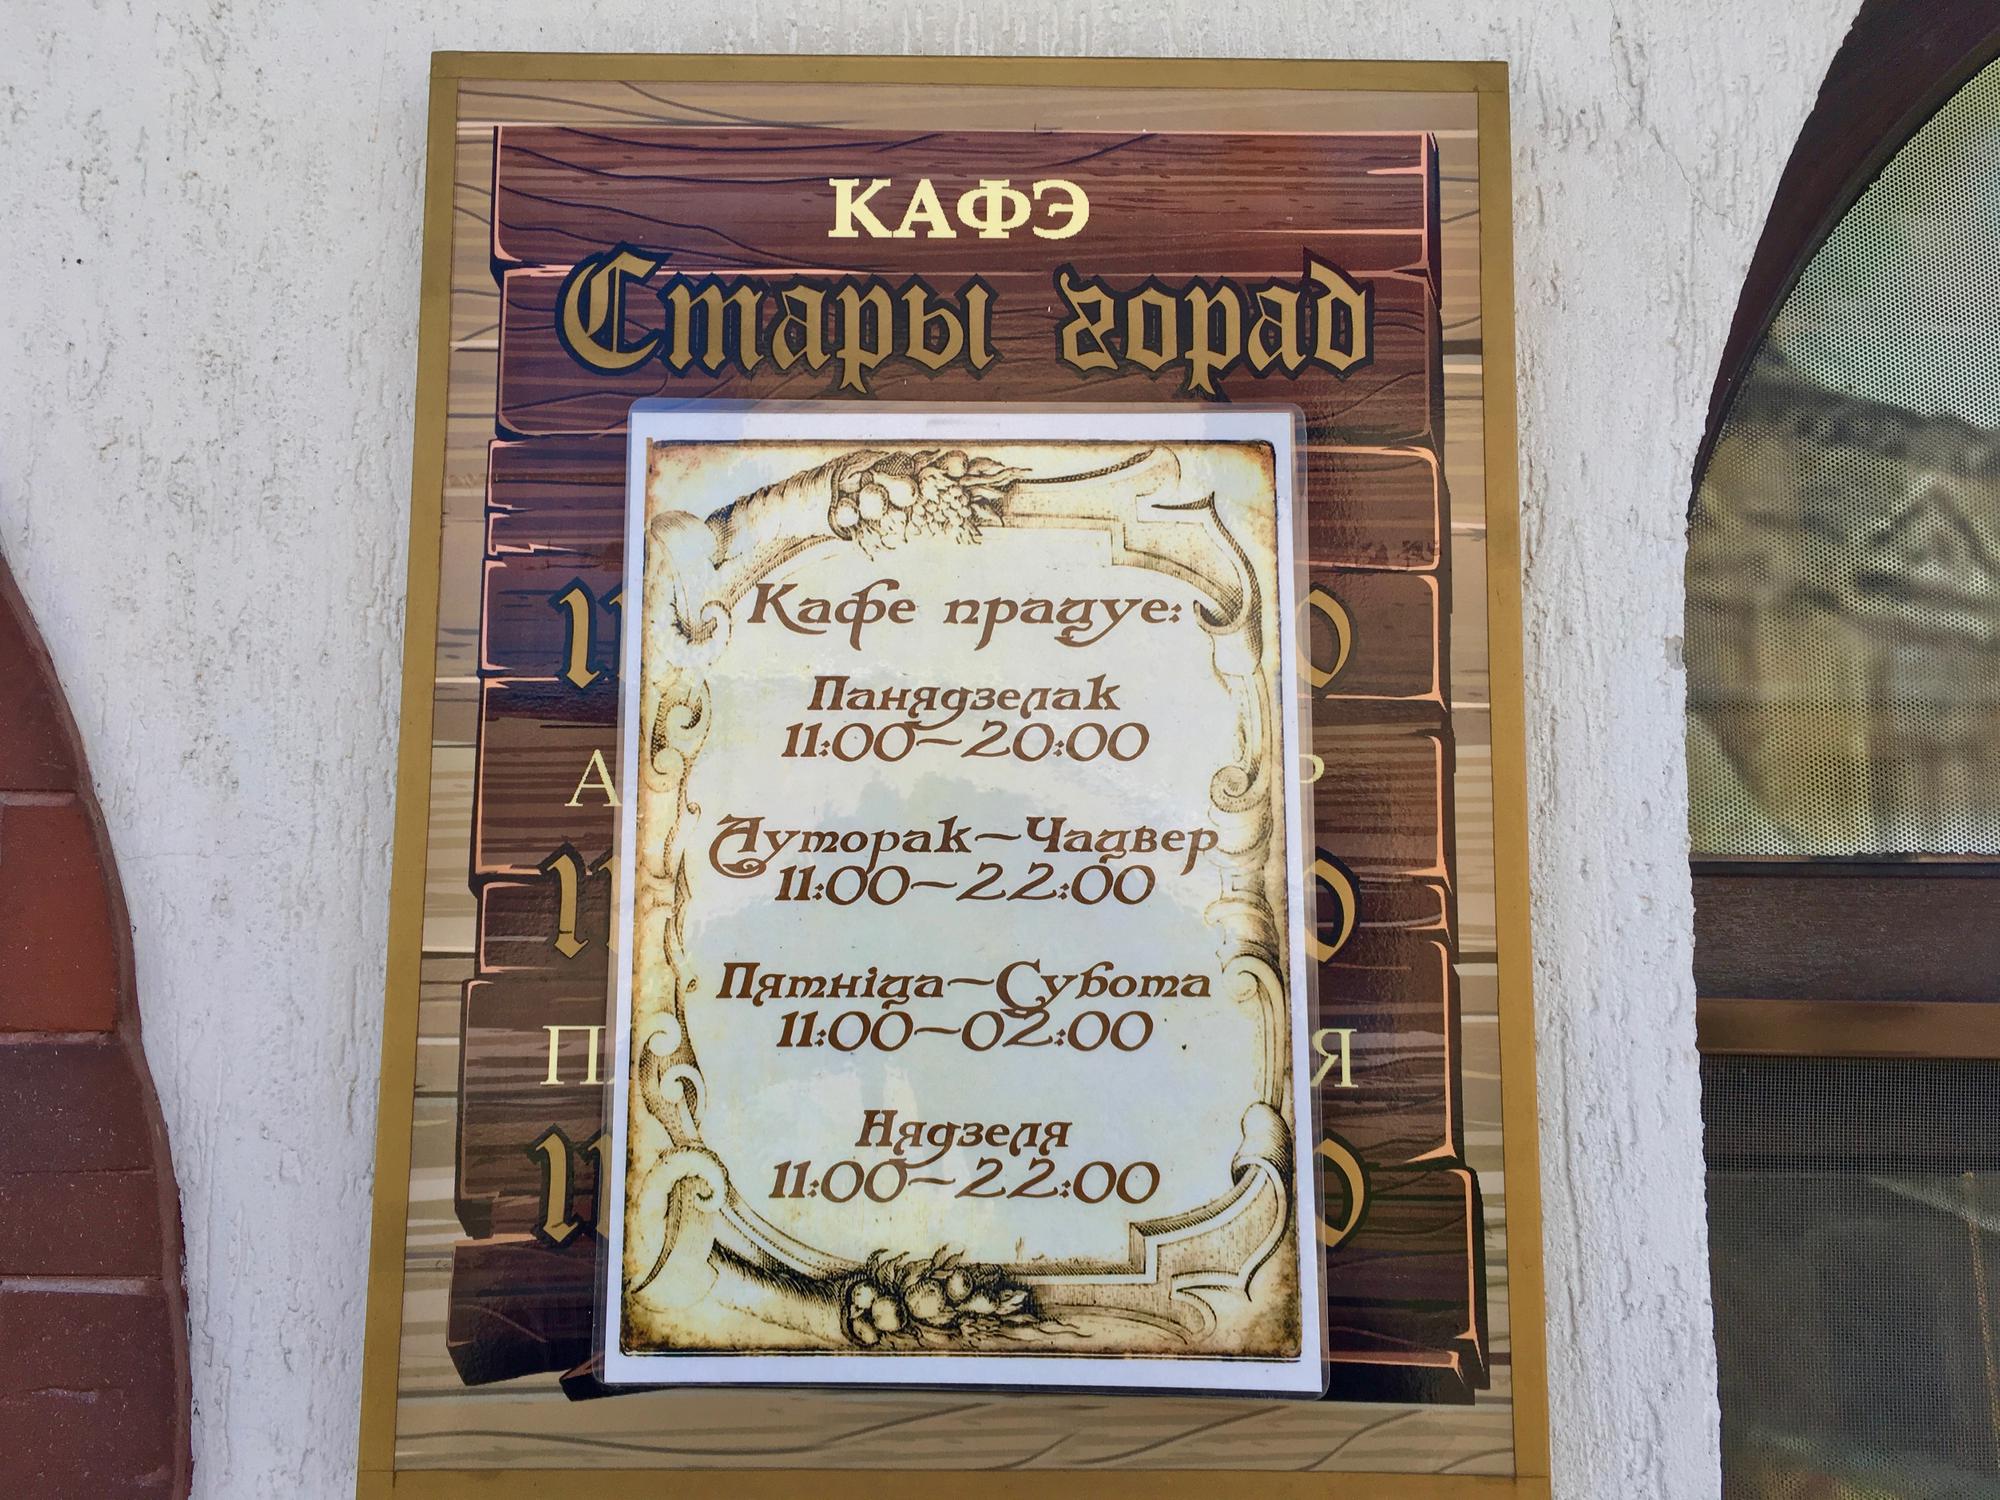 КАФЭ
Стары горад
Кафе працуе:
Панядзелак
11:00–20:00
Ауторак–Чацвер
11:00–22:00
Пятніца–Субота
11:00–02:00
Нядзеля
11:00–22:00